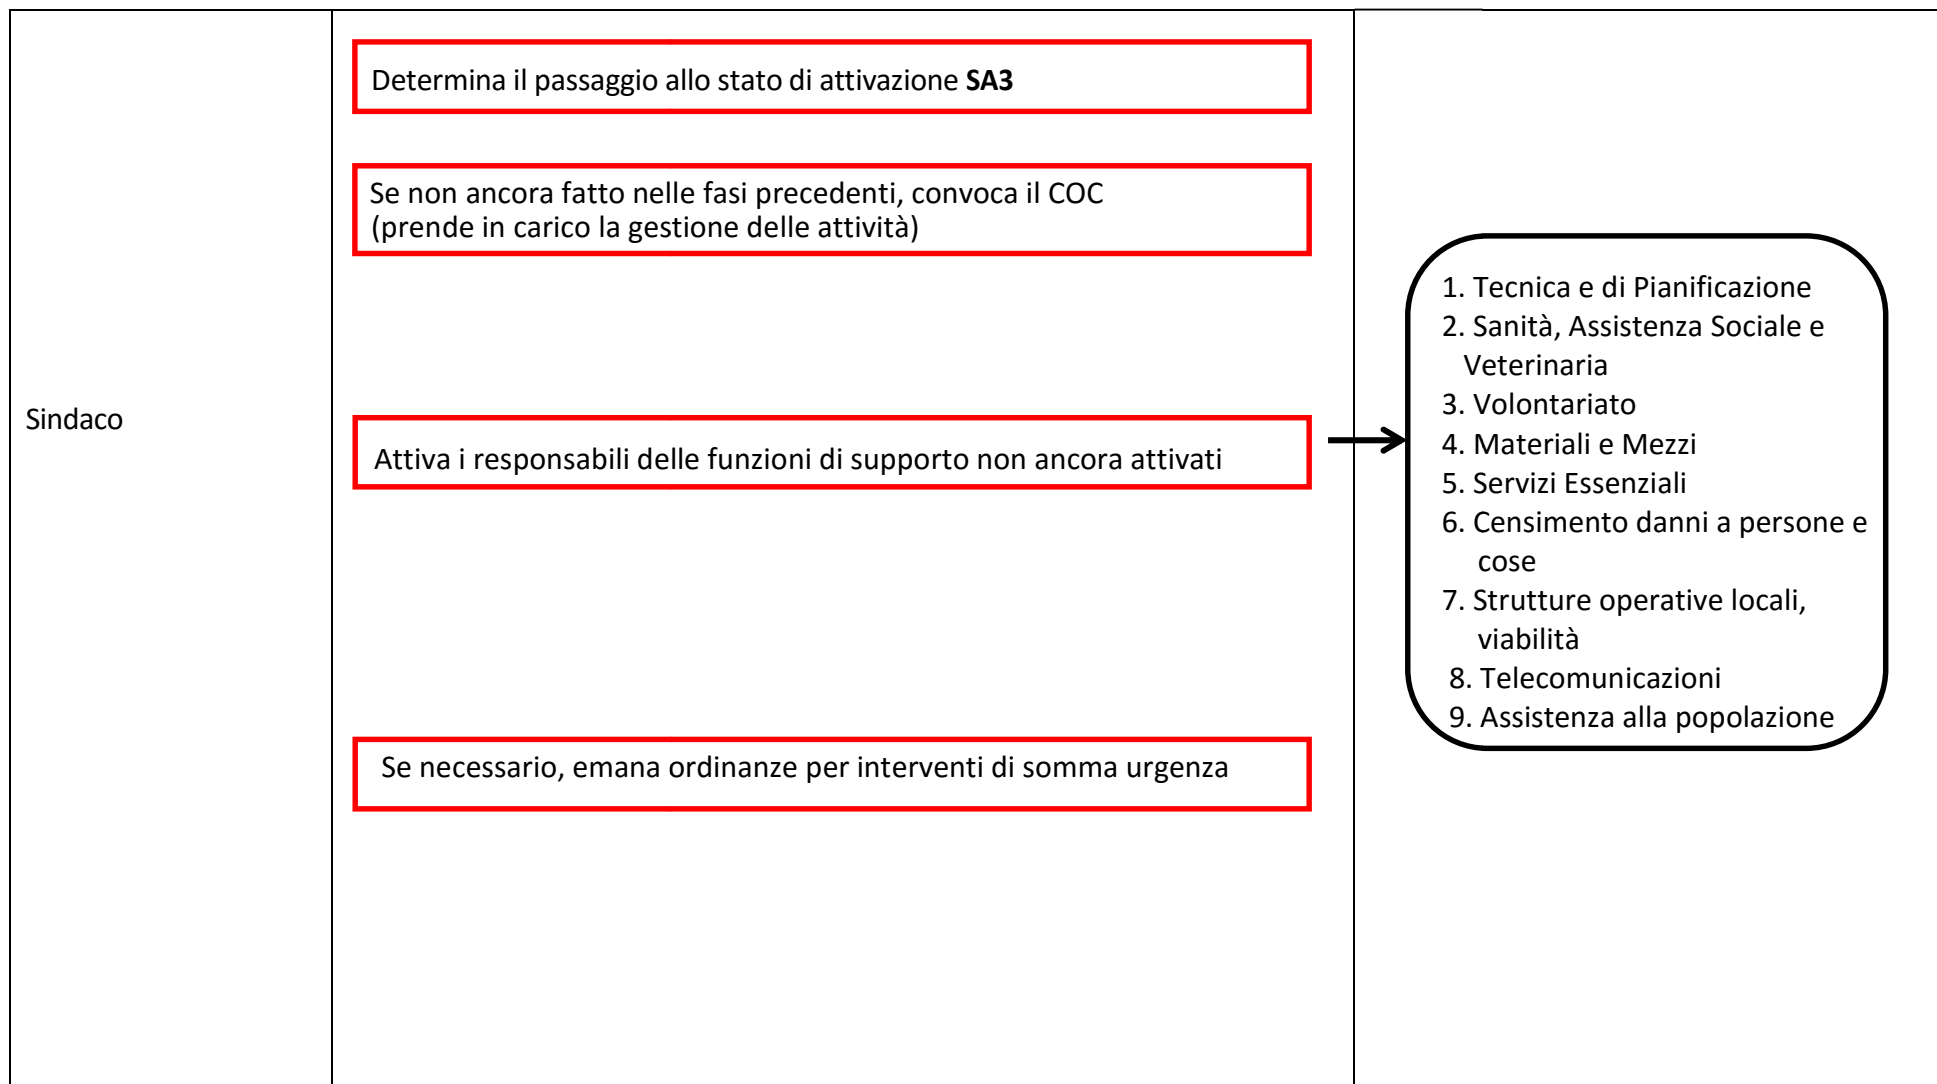 Sindaco
Determina il passaggio allo stato di attivazione SA3
Se non ancora fatto nelle fasi precedenti, convoca il COC
(prende in carico la gestione delle attività)
Attiva i responsabili delle funzioni di supporto non ancora attivati
Se necessario, emana ordinanze per interventi di somma urgenza
1. Tecnica e di Pianificazione
2. Sanità, Assistenza Sociale e
Veterinaria
3. Volontariato
4. Materiali e Mezzi
5. Servizi Essenziali
6. Censimento danni a persone e
cose
7. Strutture operative locali,
viabilità
8. Telecomunicazioni
9. Assistenza alla popolazione